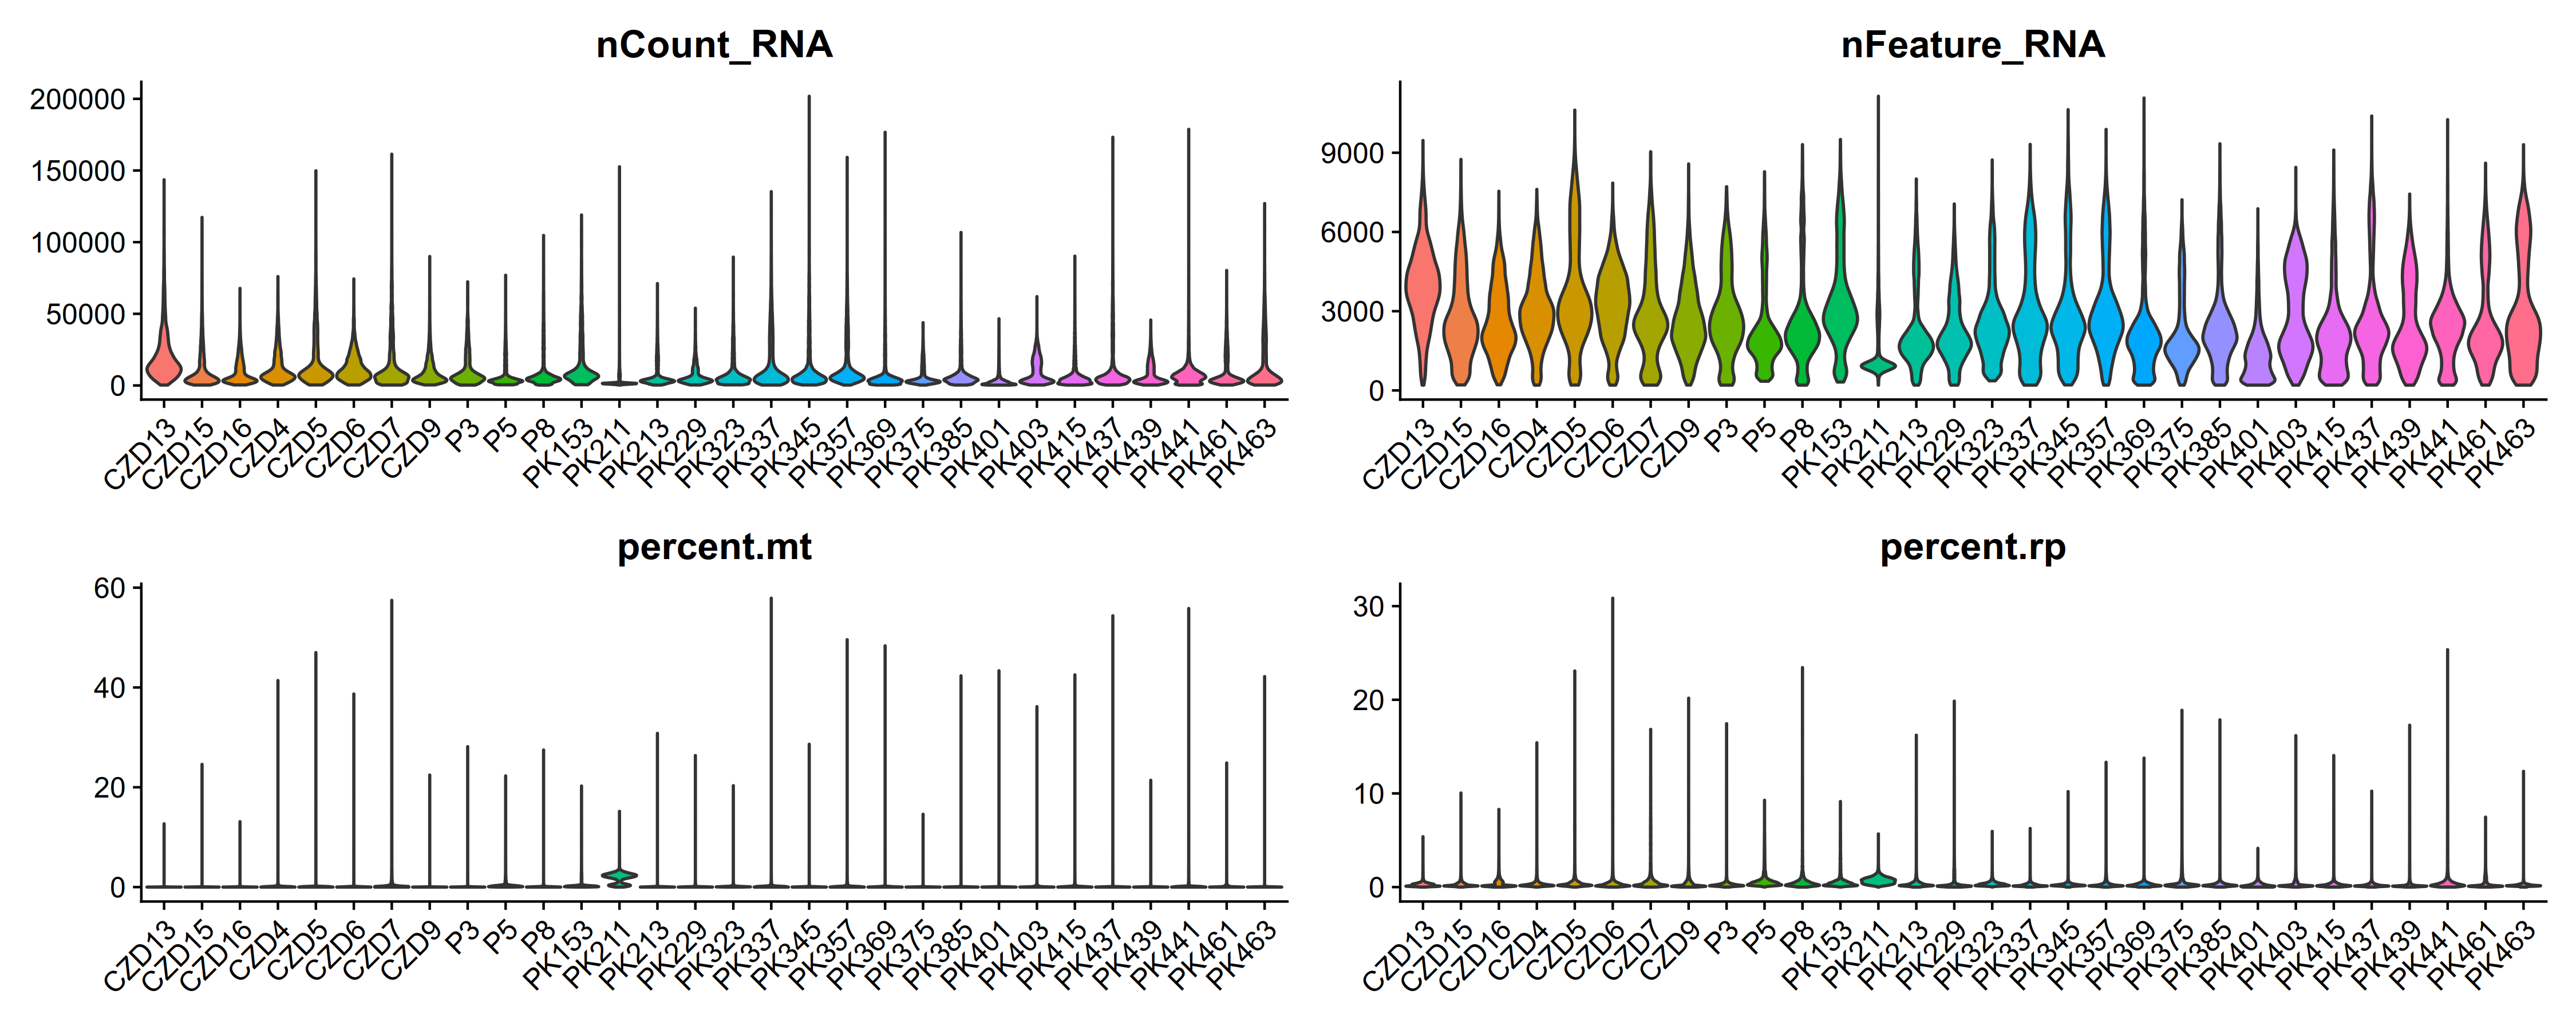 nCount_RNA
200000
150000
100000
50000
0
CZD13 CZD15 CZD16 CZD4 CZD5 CZD6 CZD7 CZD9 P3 P5 P8 PK153 PK211 PK213 PK229 PK323 PK337 PK345 PK357 PK369 PK375 PK385 PK401 PK403 PK415 PK437 PK439 PK441 PK461 PK463
nFeature_RNA
9000
6000
3000
0
CZD13 CZD15 CZD16 CZD4 CZD5 CZD6 CZD7 CZD9 P3 P5 P8 PK153 PK211 PK213 PK229 PK323 PK337 PK345 PK357 PK369 PK375 PK385 PK401 PK403 PK415 PK437 PK439 PK441 PK461 PK463
percent.mt
60
40
20
0
CZD13 CZD15 CZD16 CZD4 CZD5 CZD6 CZD7 CZD9 P3 P5 P8 PK153 PK211 PK213 PK229 PK323 PK337 PK345 PK357 PK369 PK375 PK385 PK401 PK403 PK415 PK437 PK439 PK441 PK461 PK463
percent.rp
30
20
10
0
CZD13 CZD15 CZD16 CZD4 CZD5 CZD6 CZD7 CZD9 P3 P5 P8 PK153 PK211 PK213 PK229 PK323 PK337 PK345 PK357 PK369 PK375 PK385 PK401 PK403 PK415 PK437 PK439 PK441 PK461 PK463